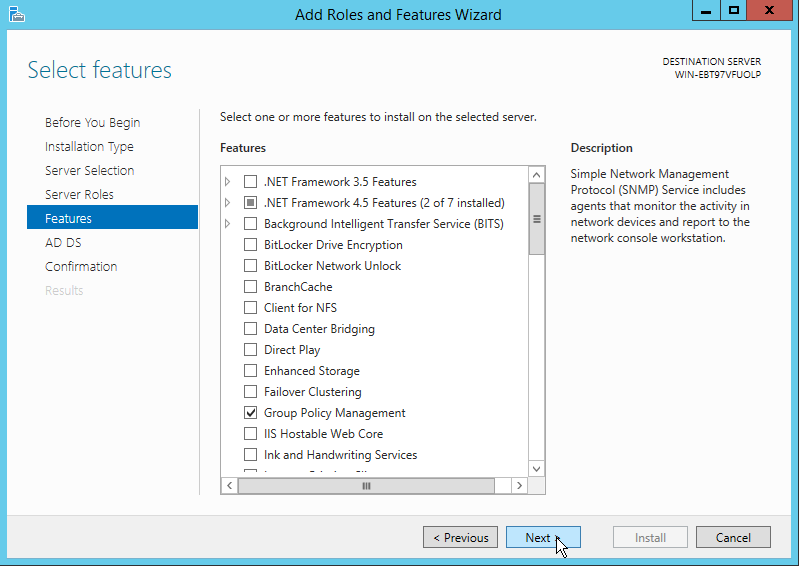 Add Roles and Features Wizard
Select features
DESTINATION SERVER
WIN-EBT97VFUOLP
Before You Begin
Installation Type
Server Selection
Server Roles
Features
AD DS
Confirmation
Results
Select one or more features to install on the selected server.
Features
.NET Framework 3.5 Features
.NET Framework 4.5 Features (2 of 7 installed)
Background Intelligent Transfer Service (BITS)
BitLocker Drive Encryption
BitLocker Network Unlock
BranchCache
Client for NFS
Data Center Bridging
Direct Play
Enhanced Storage
Failover Clustering
Group Policy Management
IIS Hostable Web Core
Ink and Handwriting Services
Description
Simple Network Management
Protocol (SNMP) Service includes
agents that monitor the activity in
network devices and report to the
network console workstation.
< Previous
Next >
Install
Cancel